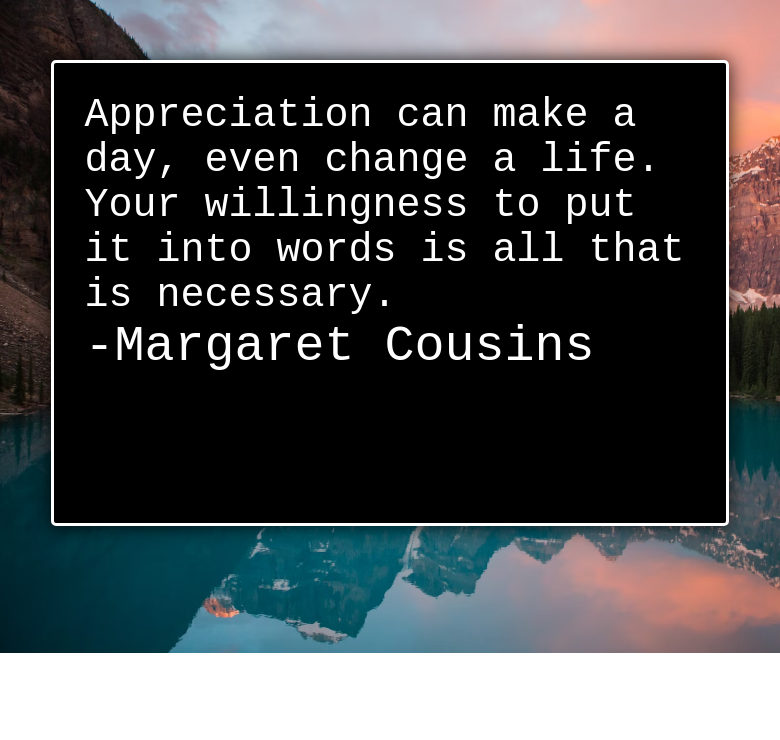 Appreciation can make a
day, even change a life.
Your willingness to put
it into words is all that
is necessary.
-Margaret Cousins